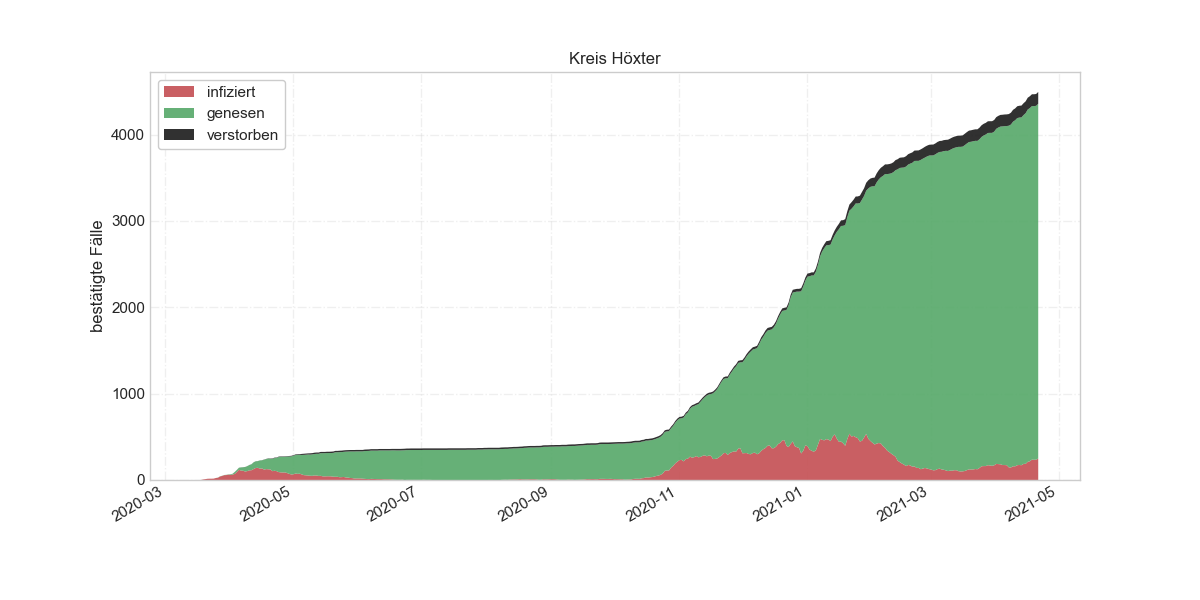 Kreis Höxter
infiziert
genesen
verstorben
bestätigte Fälle
4000
3000
2000
1000
0
2020-03
2020-05
2020-07
2020-09
2020-11
2021-01
2021-03
2021-05